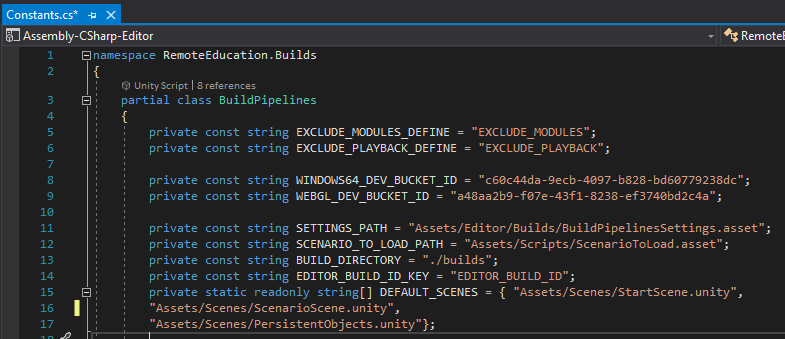 Constants.cs*
Assembly-CSharp-Editor
RemoteE
1 namespace RemoteEducation.Builds
2 {
Unity Script | 8 references
3 partial class BuildPipelines
4 {
5 private const string EXCLUDE_MODULES_DEFINE = "EXCLUDE_MODULES";
6 private const string EXCLUDE_PLAYBACK_DEFINE = "EXCLUDE_PLAYBACK";
7
8 private const string WINDOWS64_DEV_BUCKET_ID = "c60c44da-9ecb-4097-b828-bd60779238dc";
9 private const string WEBGL_DEV_BUCKET_ID = "a48aa2b9-f07e-43f1-8238-ef3740bd2c4a";
10
11 private const string SETTINGS_PATH = "Assets/Editor/Builds/BuildPipelinesSettings.asset";
12 private const string SCENARIO_TO_LOAD_PATH = "Assets/Scripts/ScenarioToLoad.asset";
13 private const string BUILD_DIRECTORY = "./builds";
14 private const string EDITOR_BUILD_ID_KEY = "EDITOR_BUILD_ID";
15 private static readonly string[] DEFAULT_SCENES = { "Assets/Scenes/StartScene.unity",
16 "Assets/Scenes/ScenarioScene.unity",
17 "Assets/Scenes/PersistentObjects.unity"};
18